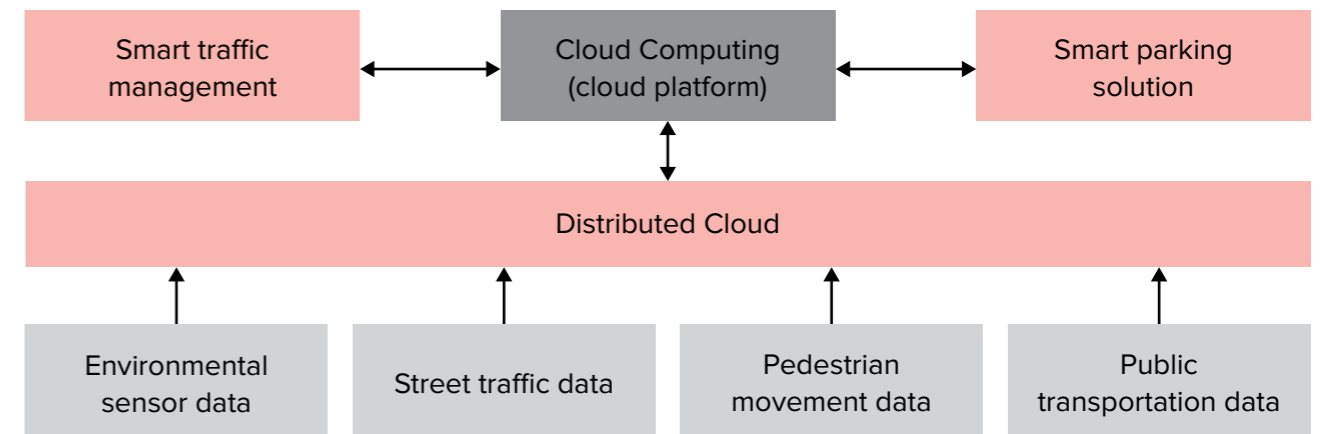 Smart traffic
management
Cloud Computing
(cloud platform)
Smart parking
solution
Distributed Cloud
Environmental
sensor data
Street traffic data
Pedestrian
movement data
Public
transportation data